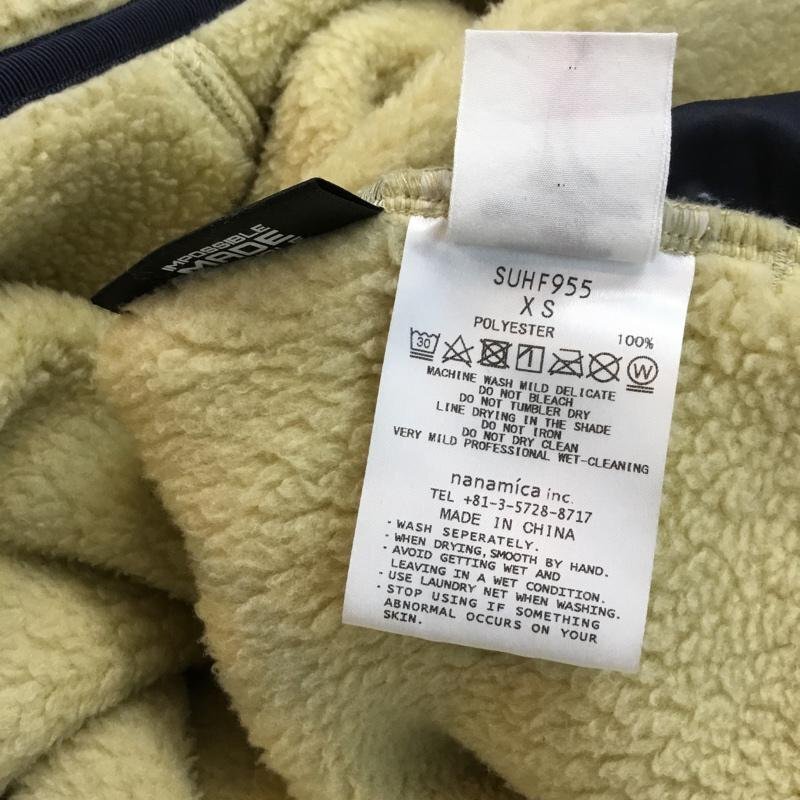 IMPOSSIBLE
MADE
SUHF955
XS
POLYESTER 100%
30 1 W
MACHINE WASH MILD DELICATE
DO NOT BLEACH
DO NOT TUMBLER DRY
LINE DRYING IN THE SHADE
DO NOT IRON
DO NOT DRY CLEAN
VERY MILD PROFESSIONAL WET-CLEANING
nanamica inc.
TEL +81-3-5728-8717
MADE IN CHINA
· WASH SEPERATELY.
· WHEN DRYING, SMOOTH BY HAND.
· AVOID GETTING WET AND
LEAVING IN A WET CONDITION.
· USE LAUNDRY NET WHEN WASHING.
· STOP USING IF SOMETHING
ABNORMAL OCCURS ON YOUR
SKIN.